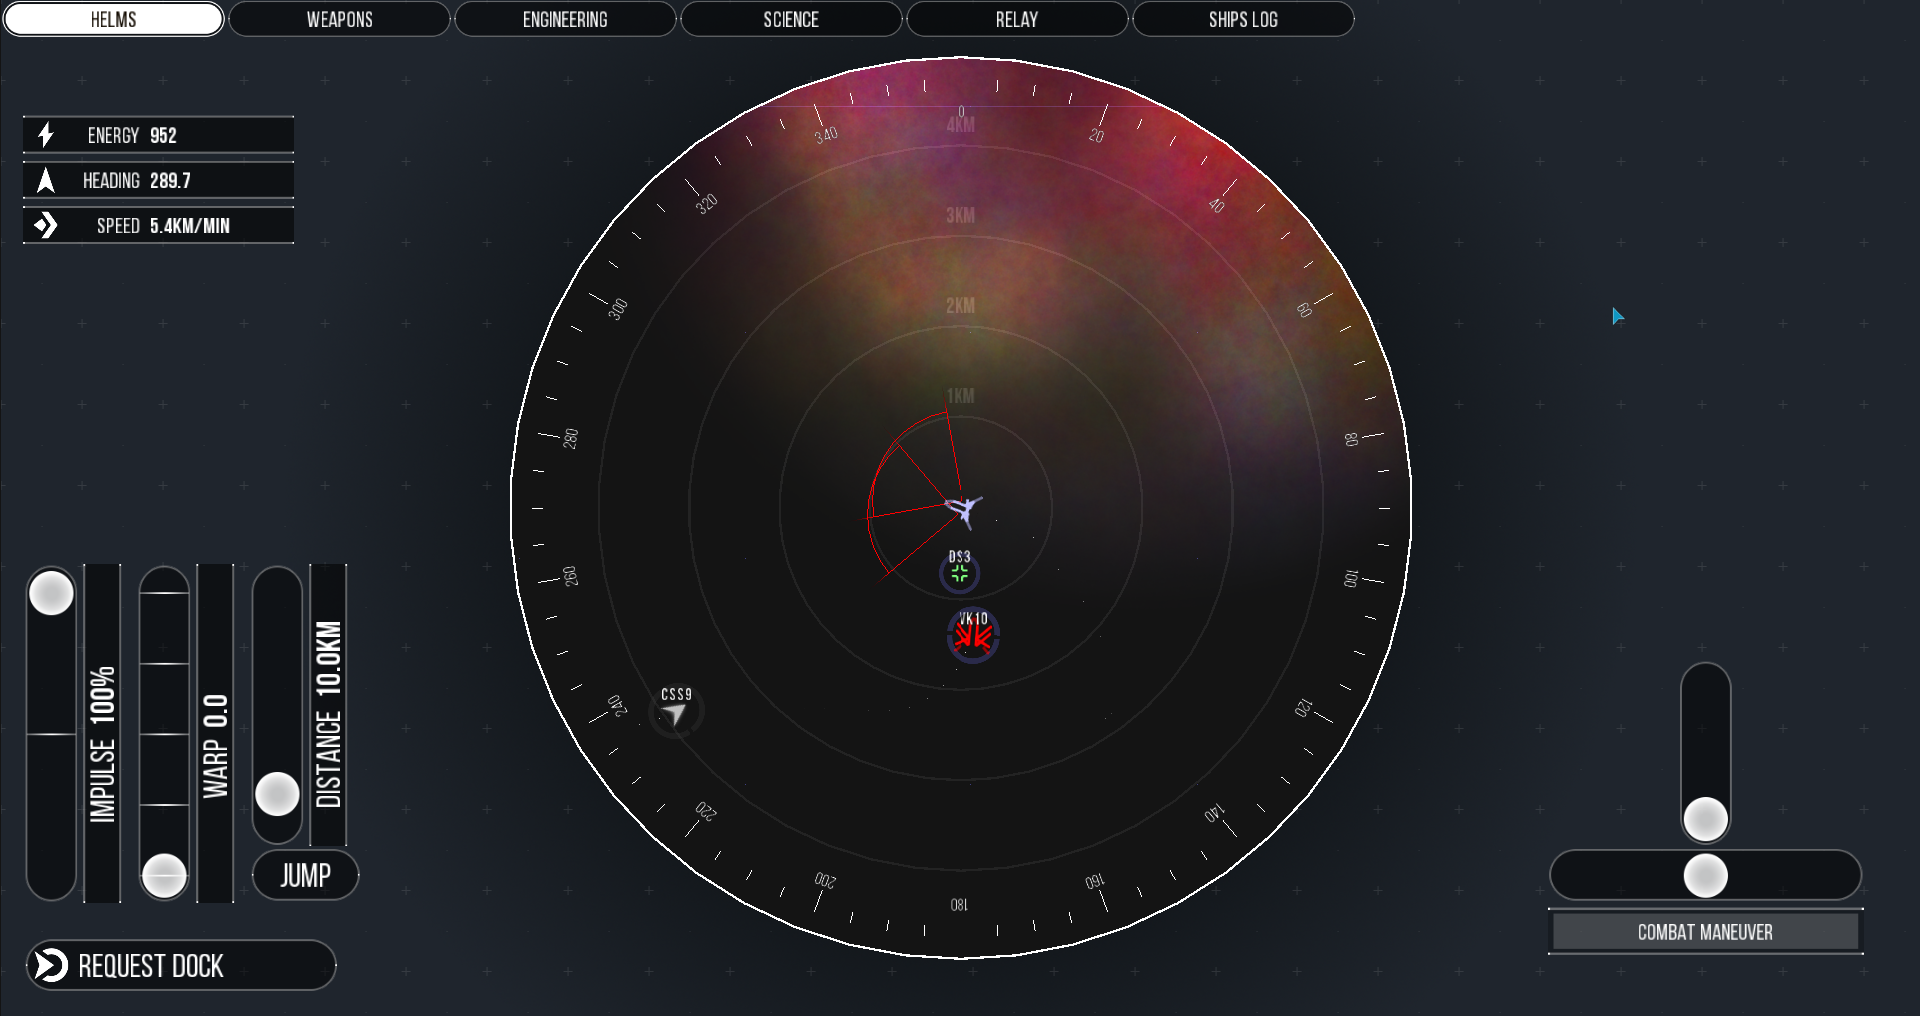 HELMS
WEAPONS
ENGINEERING
SCIENCE
RELAY
SHIPS LOG
ENERGY 952
HEADING 289.7
SPEED 5.4KM/MIN
0
20
40
60
80
100
120
140
160
180
200
220
240
260
280
300
320
340
4KM
3KM
2KM
1KM
DS3
VK10
CSS9
IMPULSE 100%
WARP 0.0
DISTANCE 10.0KM
JUMP
REQUEST DOCK
COMBAT MANEUVER